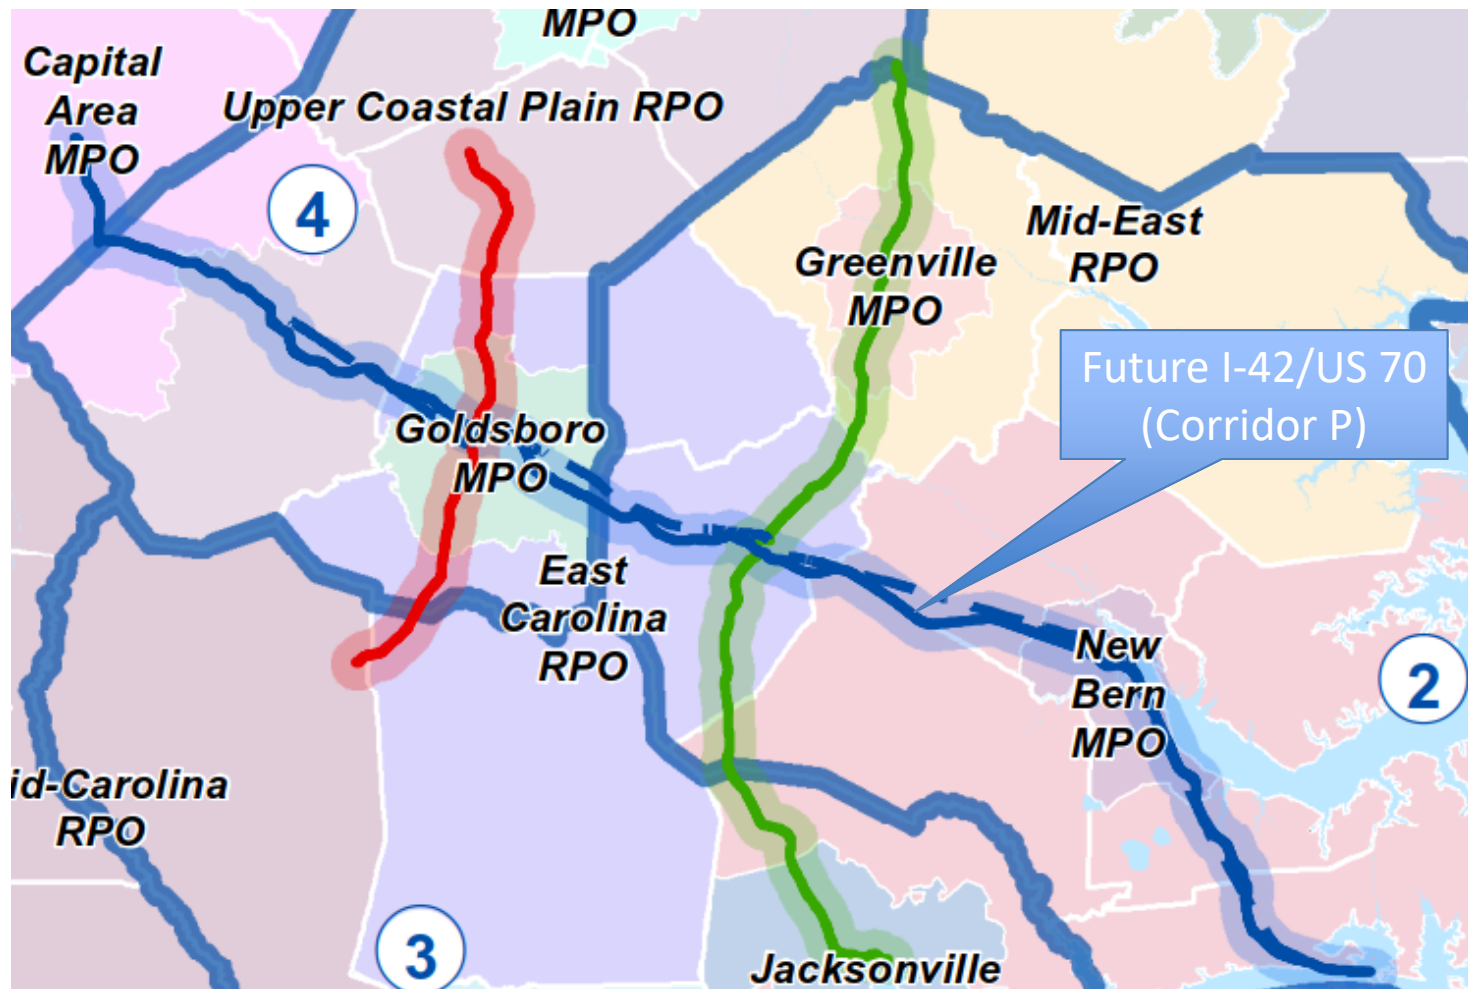 MPO
Capital
Area
MPO
Upper Coastal Plain RPO
4
Mid-East
RPO
Greenville
MPO
Future I-42/US 70
(Corridor P)
Goldsboro
MPO
East
Carolina
RPO
New
Bern
MPO
2
id-Carolina
RPO
3
Jacksonville